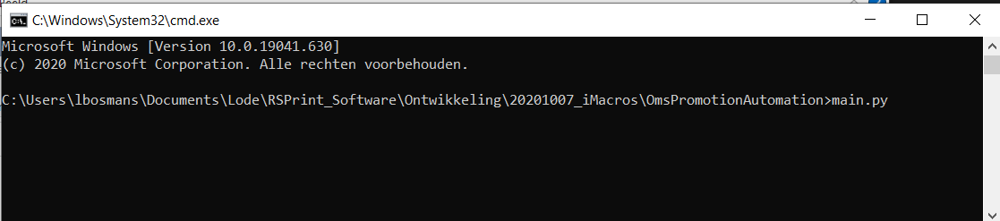 C:\Windows\System32\cmd.exe
Microsoft Windows [Version 10.0.19041.630]
(c) 2020 Microsoft Corporation. Alle rechten voorbehouden.
C:\Users\lbosmans\Documents\Lode\RSPrint_Software\Ontwikkeling\20201007_iMacros\OmsPromotionAutomation>main.py